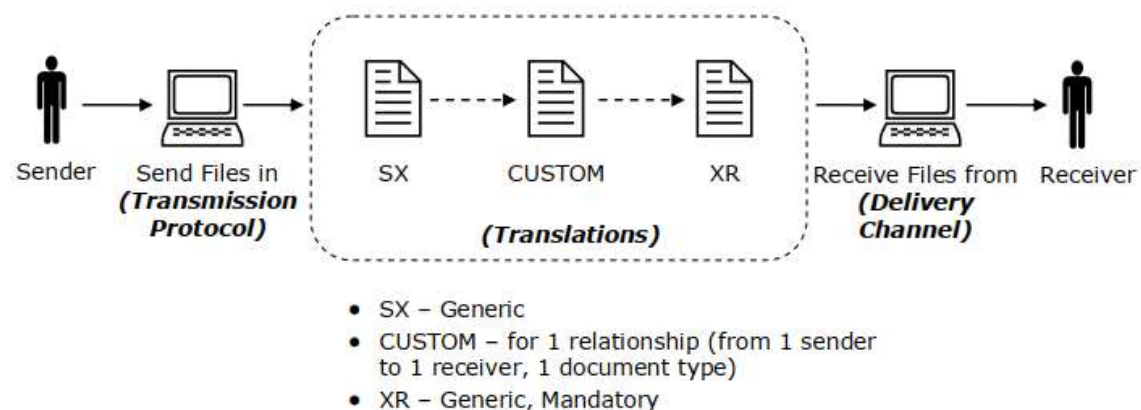 Sender
Send Files in
(Transmission
Protocol)
SX
CUSTOM
XR
(Translations)
Receive Files from
(Delivery
Channel)
Receiver
• SX – Generic
• CUSTOM – for 1 relationship (from 1 sender
to 1 receiver, 1 document type)
• XR – Generic, Mandatory